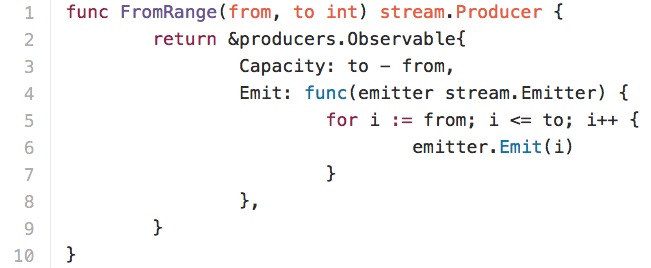 1 func FromRange(from, to int) stream.Producer {
2 return &producers.Observable{
3 Capacity: to - from,
4 Emit: func(emitter stream.Emitter) {
5 for i := from; i <= to; i++ {
6 emitter.Emit(i)
7 }
8 },
9 }
10 }